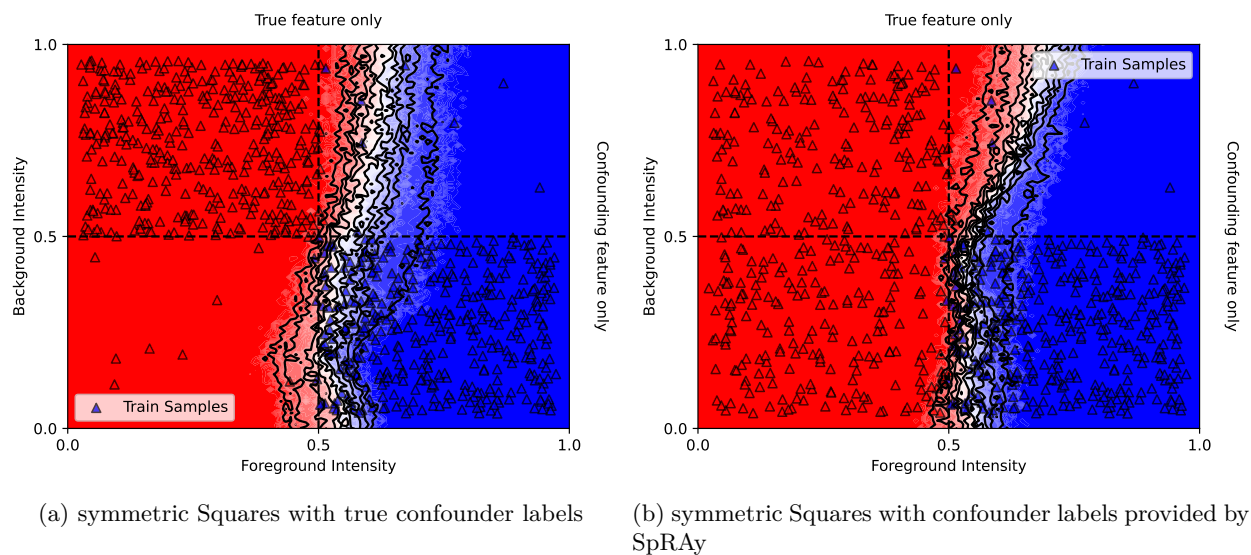 True feature only
True feature only
1.0
0.5
0.0
Background Intensity
Train Samples
0.0 0.5 1.0
Foreground Intensity
Confounding feature only
1.0
0.5
0.0
Background Intensity
Train Samples
0.0 0.5 1.0
Foreground Intensity
Confounding feature only
(a) symmetric Squares with true confounder labels
(b) symmetric Squares with confounder labels provided by
SpRAy